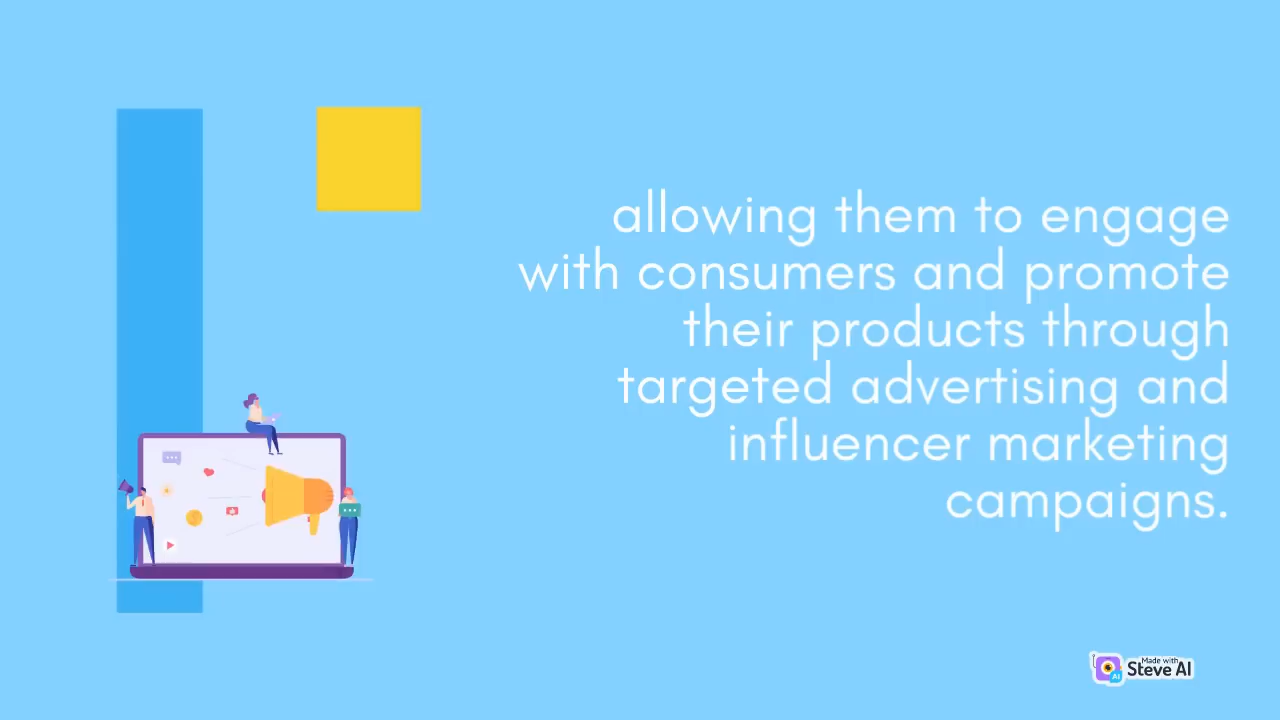 allowing them to engage
with consumers and promote
their products through
targeted advertising and
influencer marketing
campaigns.
Made with
Steve AI
AI